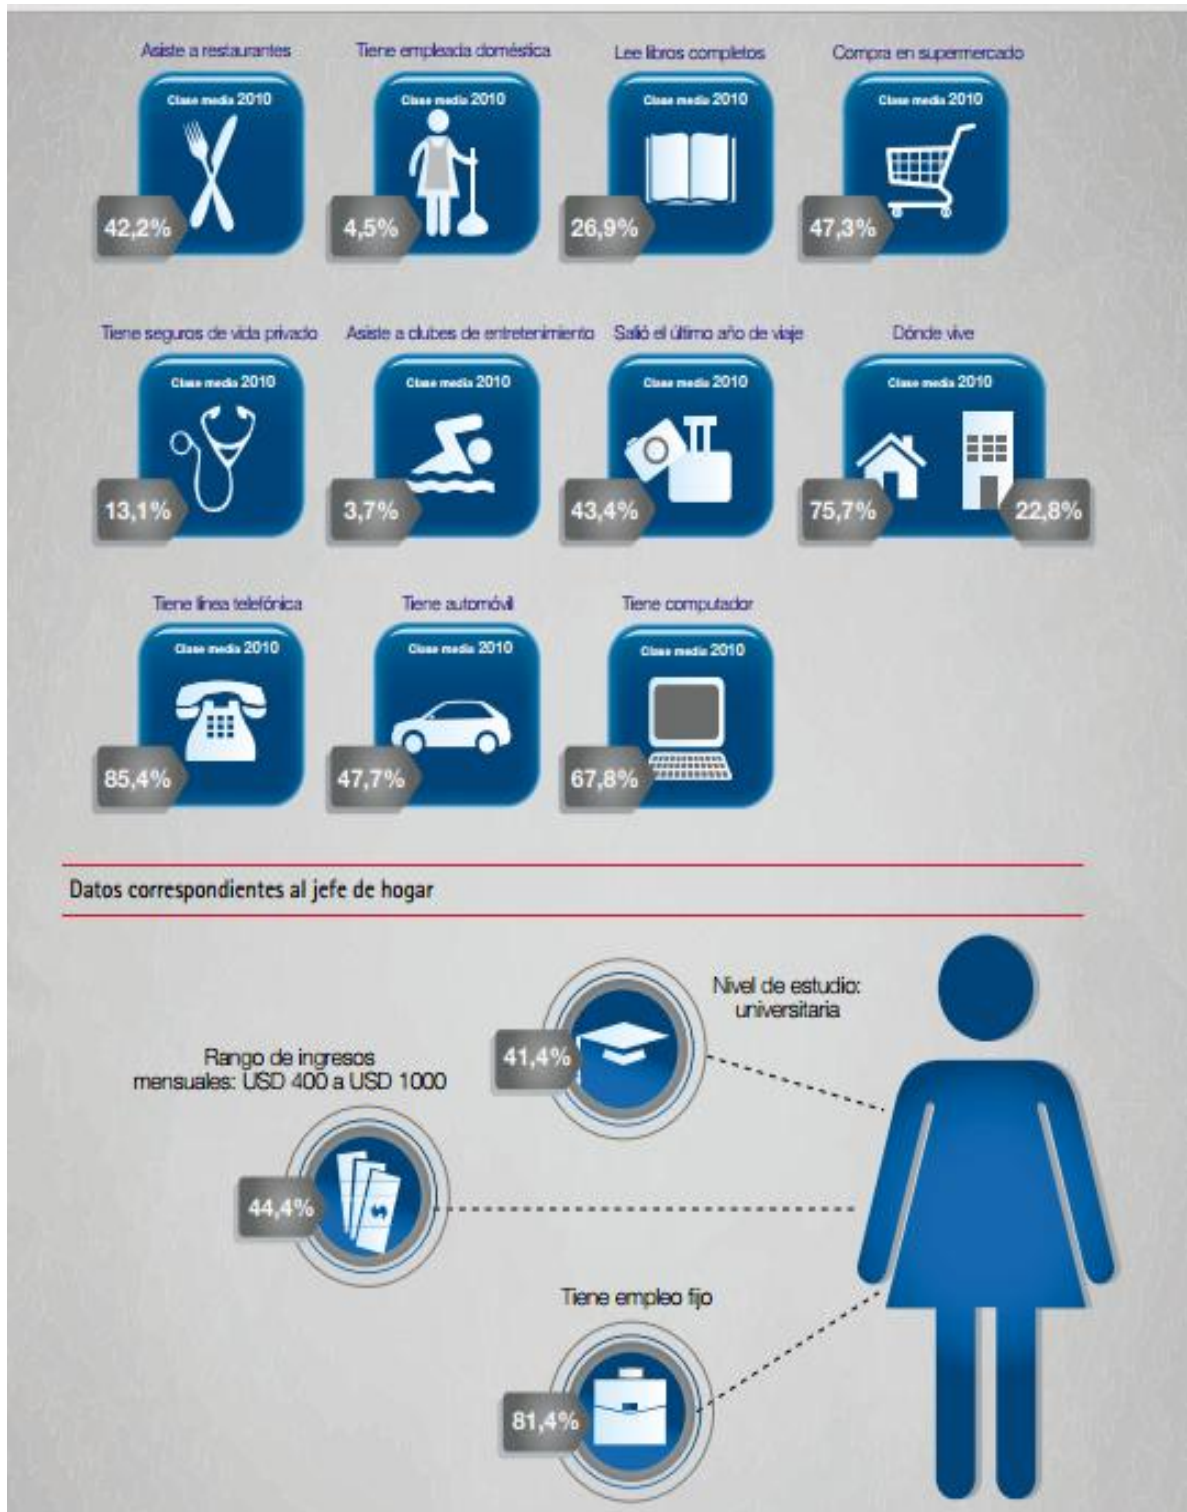 Asiste a restaurantes
Tiene empleada doméstica
Lee libros completos
Compra en supermercado
Clase media 2010
Clase media 2010
Clase media 2010
Clase media 2010
42,2%
4,5%
26,9%
47,3%
Tiene seguros de vida privado
Asiste a clubes de entretenimiento
Salió el último año de viaje
Dónde vive
Clase media 2010
Clase media 2010
Clase media 2010
Clase media 2010
13,1%
3,7%
43,4%
75,7%
22,8%
Tiene línea telefónica
Tiene automóvil
Tiene computador
Clase media 2010
Clase media 2010
Clase media 2010
85,4%
47,7%
67,8%
Datos correspondientes al jefe de hogar
Nivel de estudio:
universitaria
41,4%
Rango de ingresos
mensuales: USD 400 a USD 1000
44,4%
Tiene empleo fijo
81,4%